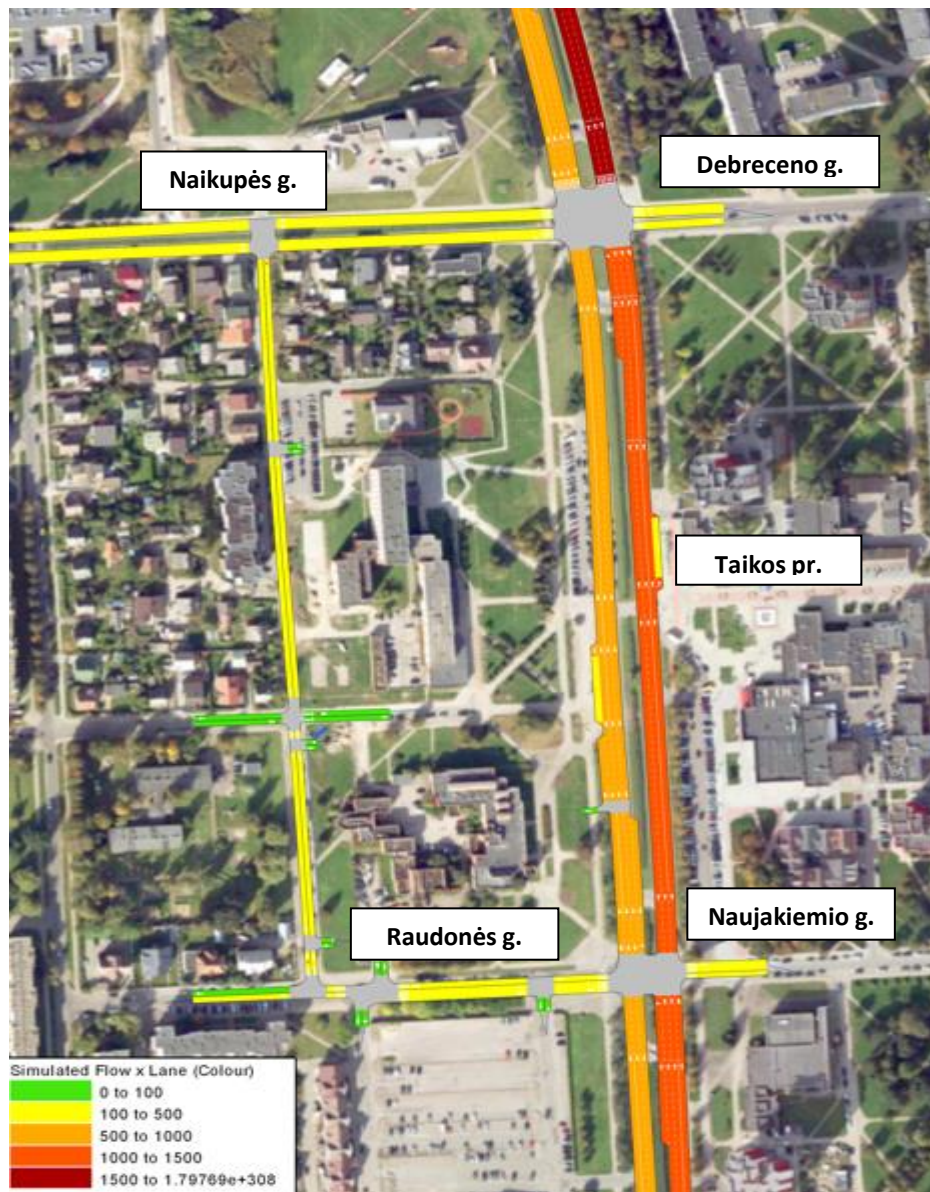 Naikupės g.
Debreceno g.
Taikos pr.
Raudonės g.
Naujakiemio g.
Simulated Flow x Lane (Colour)
0 to 100
100 to 500
500 to 1000
1000 to 1500
1500 to 1.79769e+308